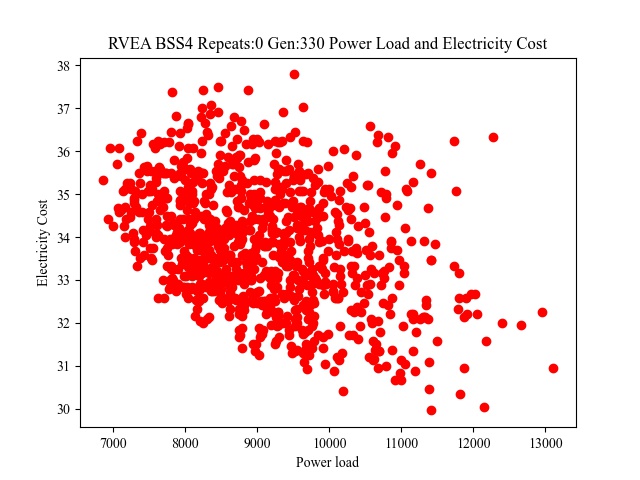 RVEA BSS4 Repeats:0 Gen:330 Power Load and Electricity Cost
38
37
36
35
34
33
32
31
30
Electricity Cost
7000 8000 9000 10000 11000 12000 13000
Power load